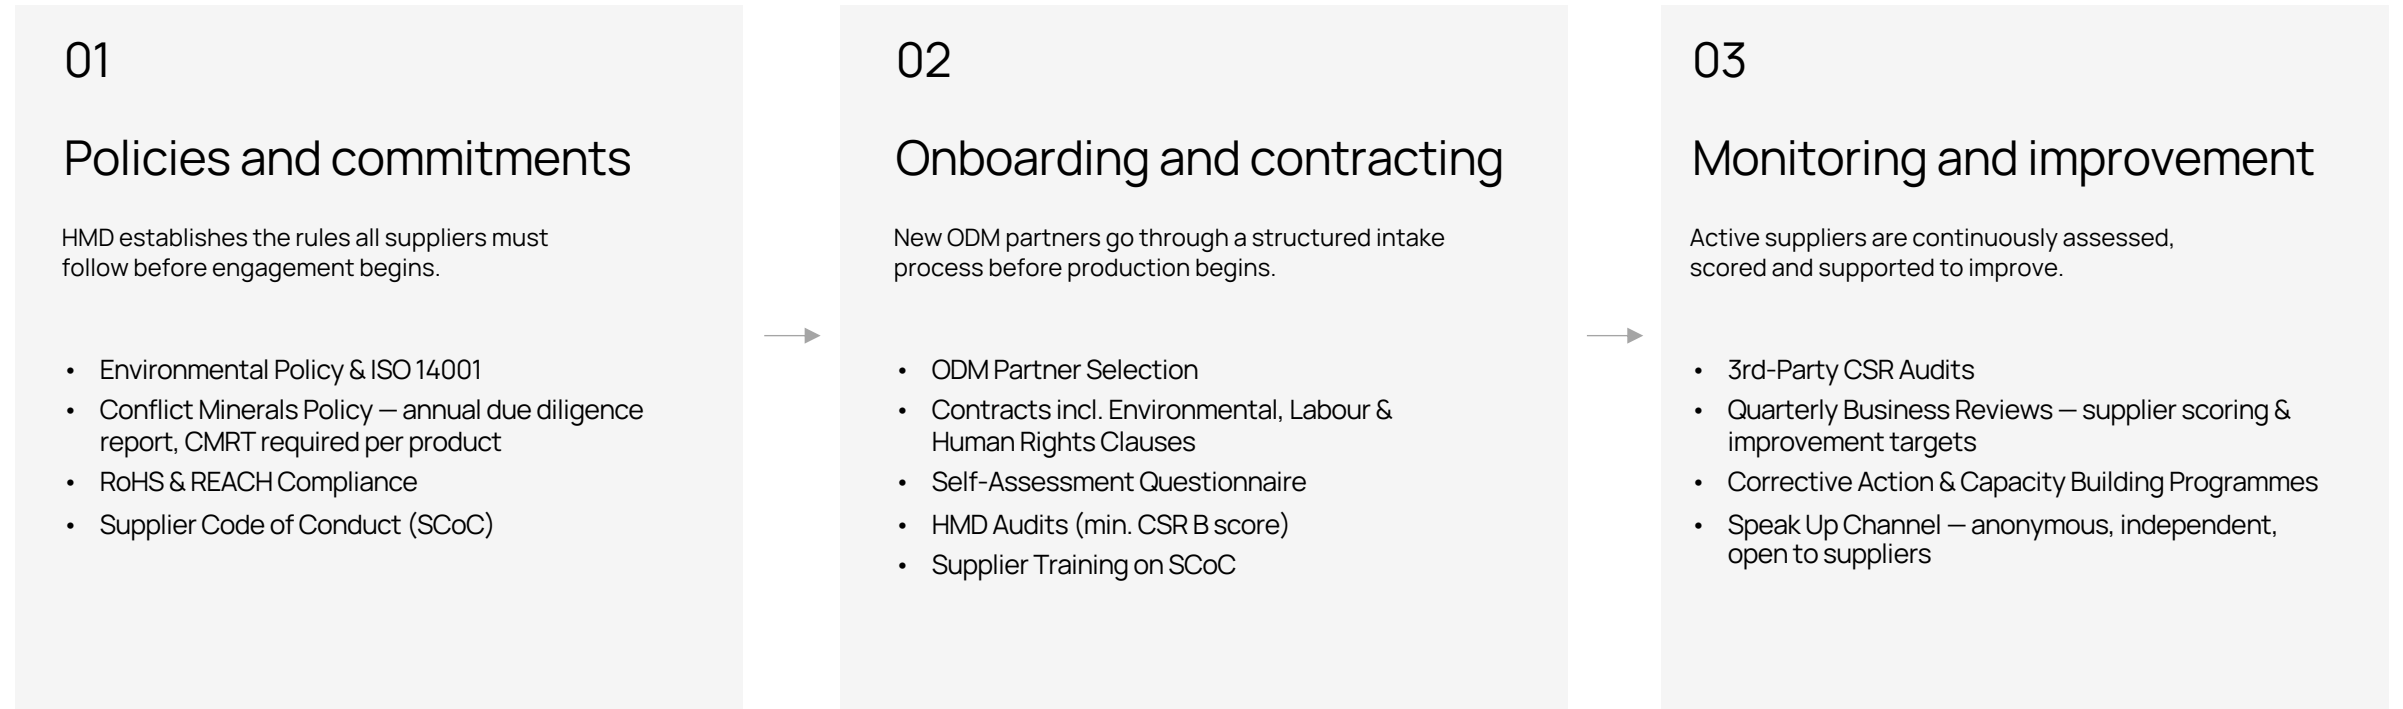 01
Policies and commitments
HMD establishes the rules all suppliers must
follow before engagement begins.
• Environmental Policy & ISO 14001
• Conflict Minerals Policy — annual due diligence
report, CMRT required per product
• RoHS & REACH Compliance
• Supplier Code of Conduct (SCoC)
02
Onboarding and contracting
New ODM partners go through a structured intake
process before production begins.
• ODM Partner Selection
• Contracts incl. Environmental, Labour &
Human Rights Clauses
• Self-Assessment Questionnaire
• HMD Audits (min. CSR B score)
• Supplier Training on SCoC
03
Monitoring and improvement
Active suppliers are continuously assessed,
scored and supported to improve.
• 3rd-Party CSR Audits
• Quarterly Business Reviews — supplier scoring &
improvement targets
• Corrective Action & Capacity Building Programmes
• Speak Up Channel — anonymous, independent,
open to suppliers